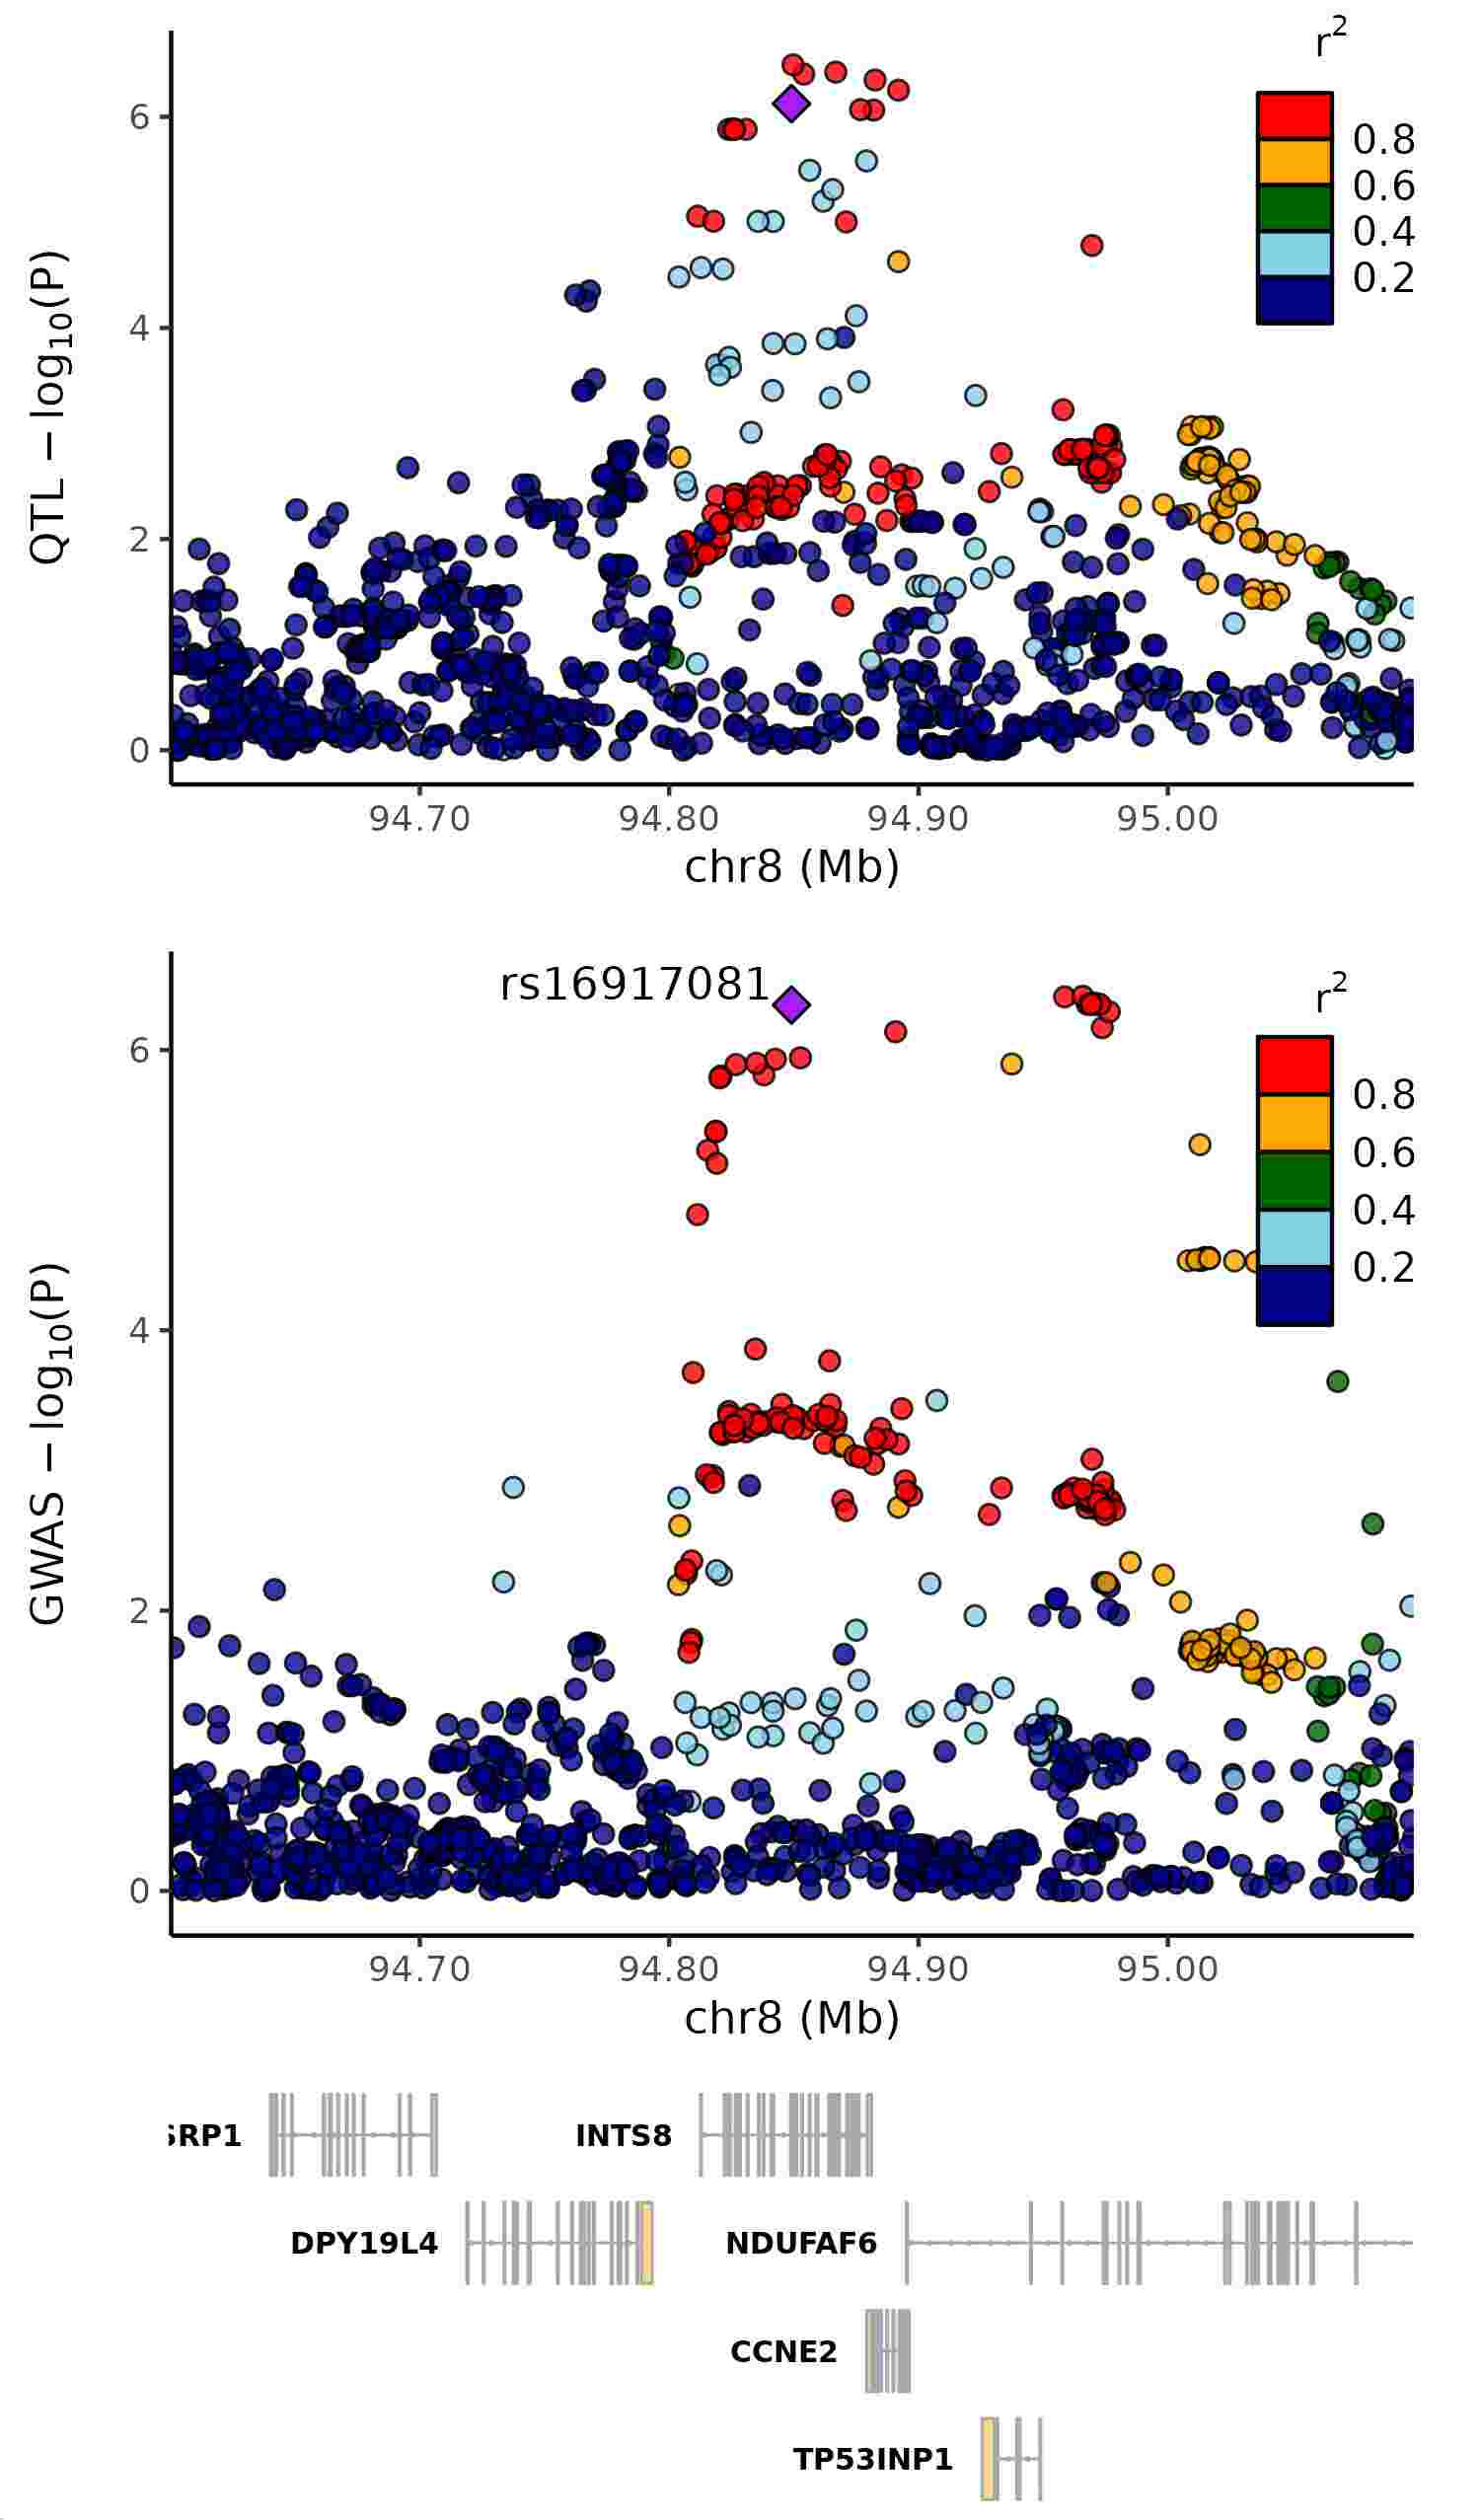 r²
0.8
0.6
0.4
0.2
6
4
2
0
QTL − log₁₀(P)
94.70 94.80 94.90 95.00
chr8 (Mb)
rs16917081
r²
0.8
0.6
0.4
0.2
6
4
2
0
GWAS − log₁₀(P)
94.70 94.80 94.90 95.00
chr8 (Mb)
SRP1 INTS8
DPY19L4 NDUFAF6
CCNE2
TP53INP1